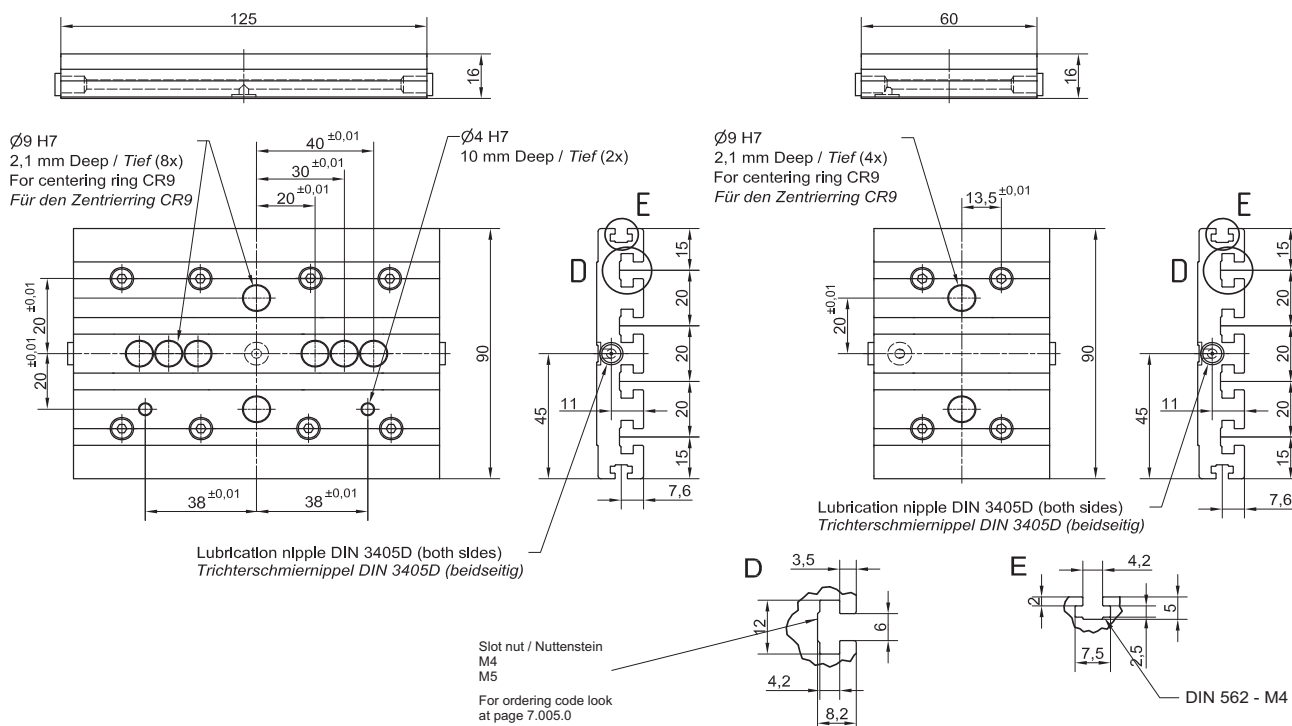 125
60
16
16
Ø9 H7
2,1 mm Deep / Tief (8x)
For centering ring CR9
Für den Zentrierring CR9
40 ±0,01
30 ±0,01
20 ±0,01
Ø4 H7
10 mm Deep / Tief (2x)
Ø9 H7
2,1 mm Deep / Tief (4x)
For centering ring CR9
Für den Zentrierring CR9
13,5 ±0,01
E
D
E
D
20 ±0,01
20 ±0,01
90
45
11
15
20
20
20
15
7,6
20 ±0,01
90
45
11
15
20
20
20
15
7,6
38 ±0,01
38 ±0,01
Lubrication nipple DIN 3405D (both sides)
Trichterschmiernippel DIN 3405D (beidseitig)
Lubrication nipple DIN 3405D (both sides)
Trichterschmiernippel DIN 3405D (beidseitig)
D
3,5
12
6
4,2
8,2
E
4,2
2
5
2,5
7,5
DIN 562 - M4
Slot nut / Nuttenstein
M4
M5
For ordering code look
at page 7.005.0